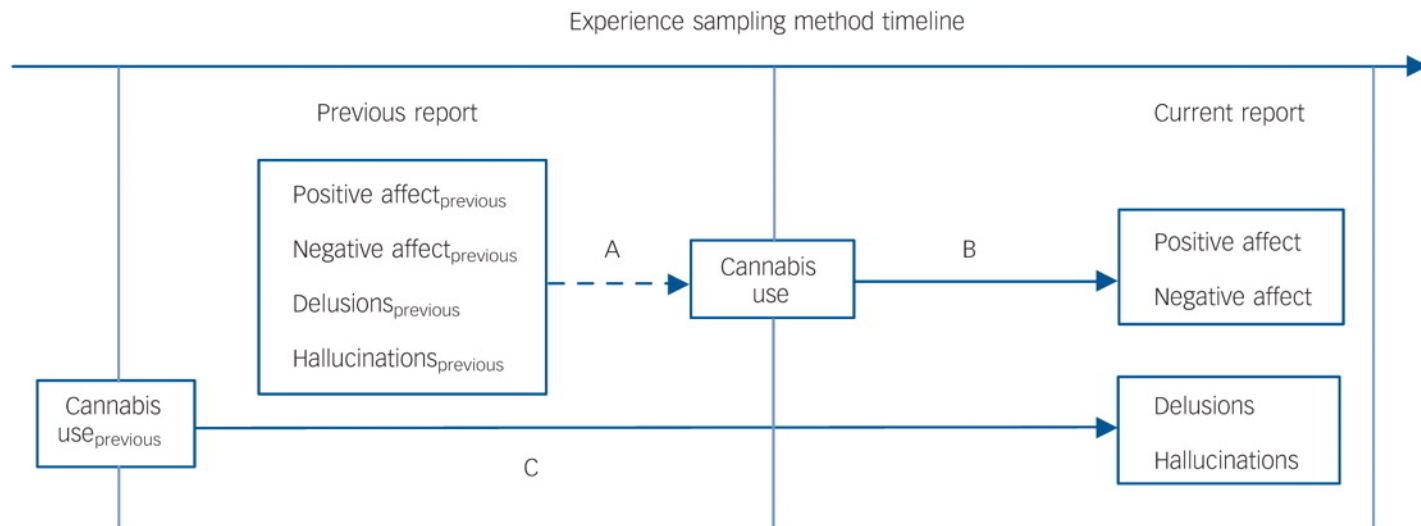 Experience sampling method timeline
Previous report
Current report
Positive affectprevious
Negative affectprevious
Delusionsprevious
Hallucinationsprevious
A
Cannabis
use
B
Positive affect
Negative affect
Cannabis
useprevious
C
Delusions
Hallucinations